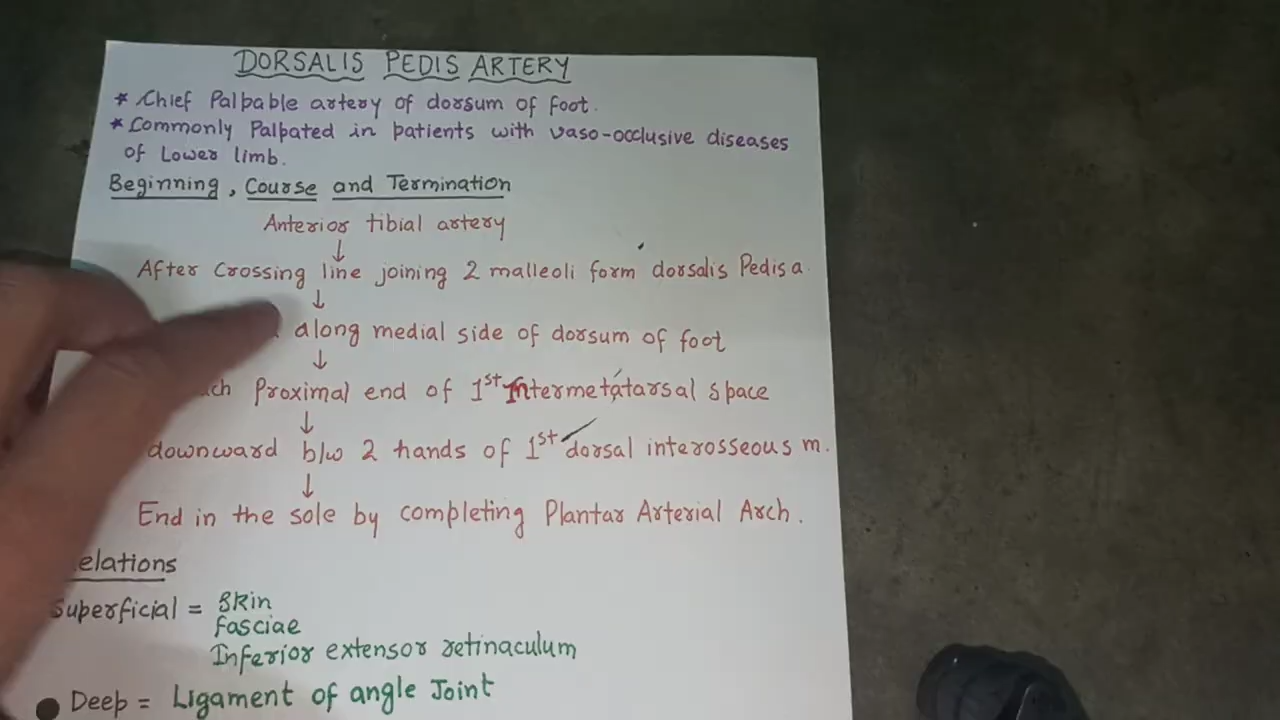 DORSALIS PEDIS ARTERY
* Chief Palpable artery of dorsum of foot.
* Commonly Palpated in patients with vaso-occlusive diseases
of Lower limb.
Beginning, Course and Termination
Anterior tibial artery
↓
After Crossing line joining 2 malleoli form dorsalis Pedis a.
↓
along medial side of dorsum of foot
↓
Proximal end of 1st Intermetatarsal space
↓
downward b/w 2 hands of 1st dorsal interosseous m.
↓
End in the sole by completing Plantar Arterial Arch.
elations
Superficial = Skin
fasciae
Inferior extensor retinaculum
Deep = Ligament of angle Joint